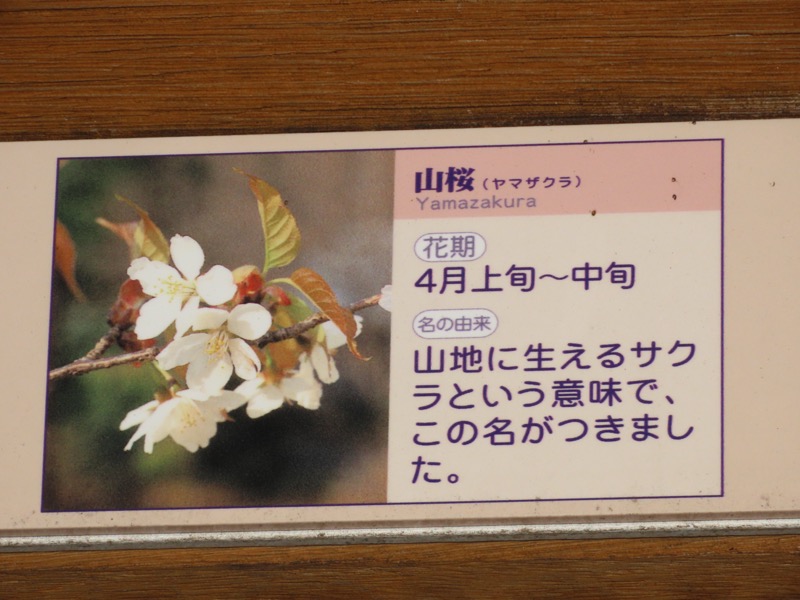 山桜（ヤマザクラ）
Yamazakura
花期
4月上旬～中旬
名の由来
山地に生えるサク
ラという意味で、
この名がつきまし
た。